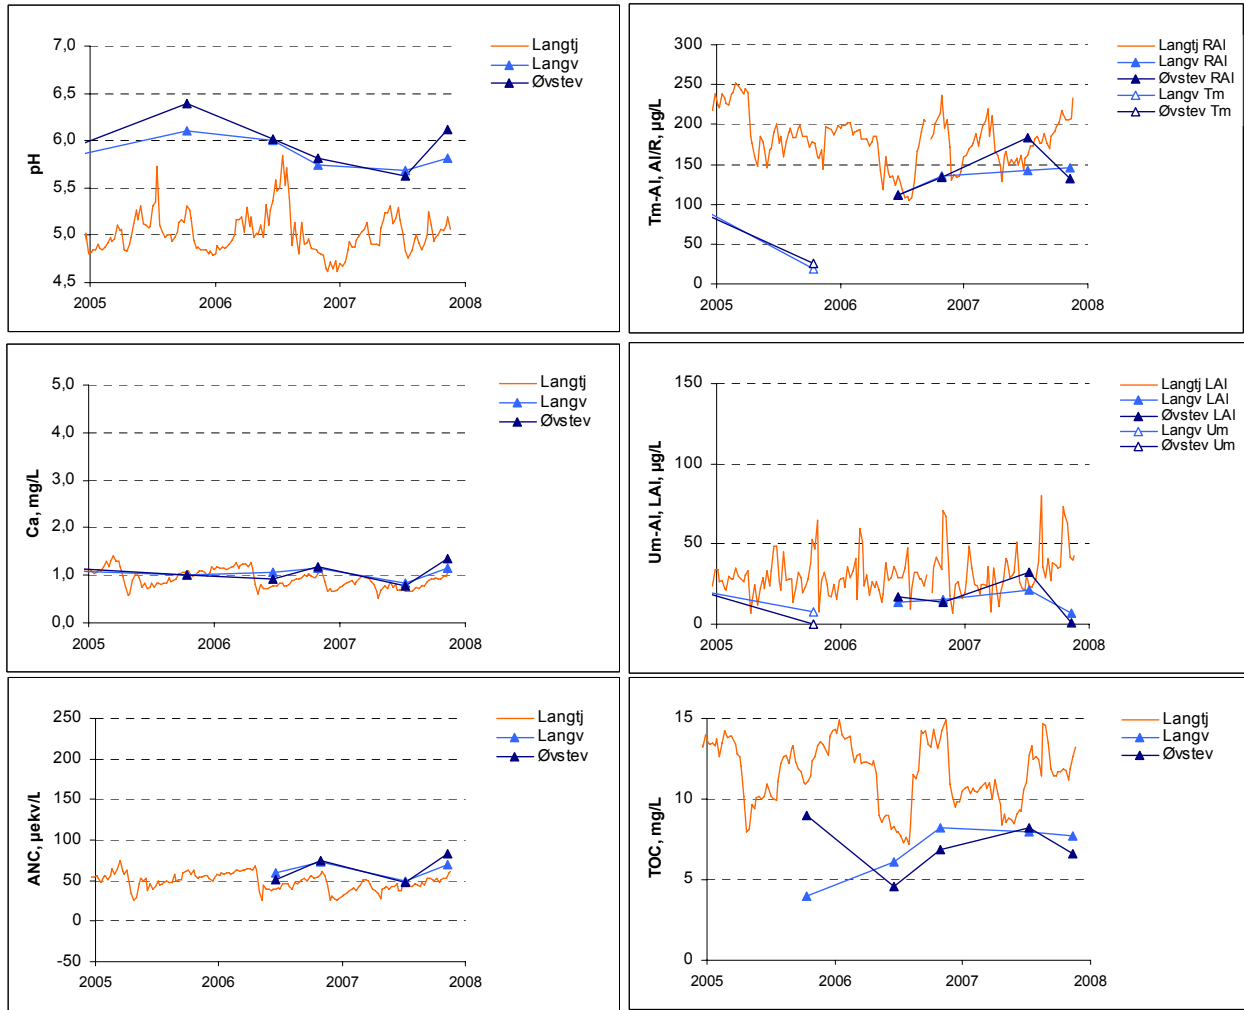 pH
7,0
6,5
6,0
5,5
5,0
4,5
2005 2006 2007 2008
Langtj
Langv
Øvstev
Tm-Al, Al/R, µg/L
300
250
200
150
100
50
0
2005 2006 2007 2008
Langtj RAl
Langv RAl
Øvstev RAl
Langv Tm
Øvstev Tm
Ca, mg/L
5,0
4,0
3,0
2,0
1,0
0,0
2005 2006 2007 2008
Langtj
Langv
Øvstev
Um-Al, LAl, µg/L
150
100
50
0
2005 2006 2007 2008
Langtj LAl
Langv LAl
Øvstev LAl
Langv Um
Øvstev Um
ANC, µekv/L
250
200
150
100
50
0
-50
2005 2006 2007 2008
Langtj
Langv
Øvstev
TOC, mg/L
15
10
5
0
2005 2006 2007 2008
Langtj
Langv
Øvstev